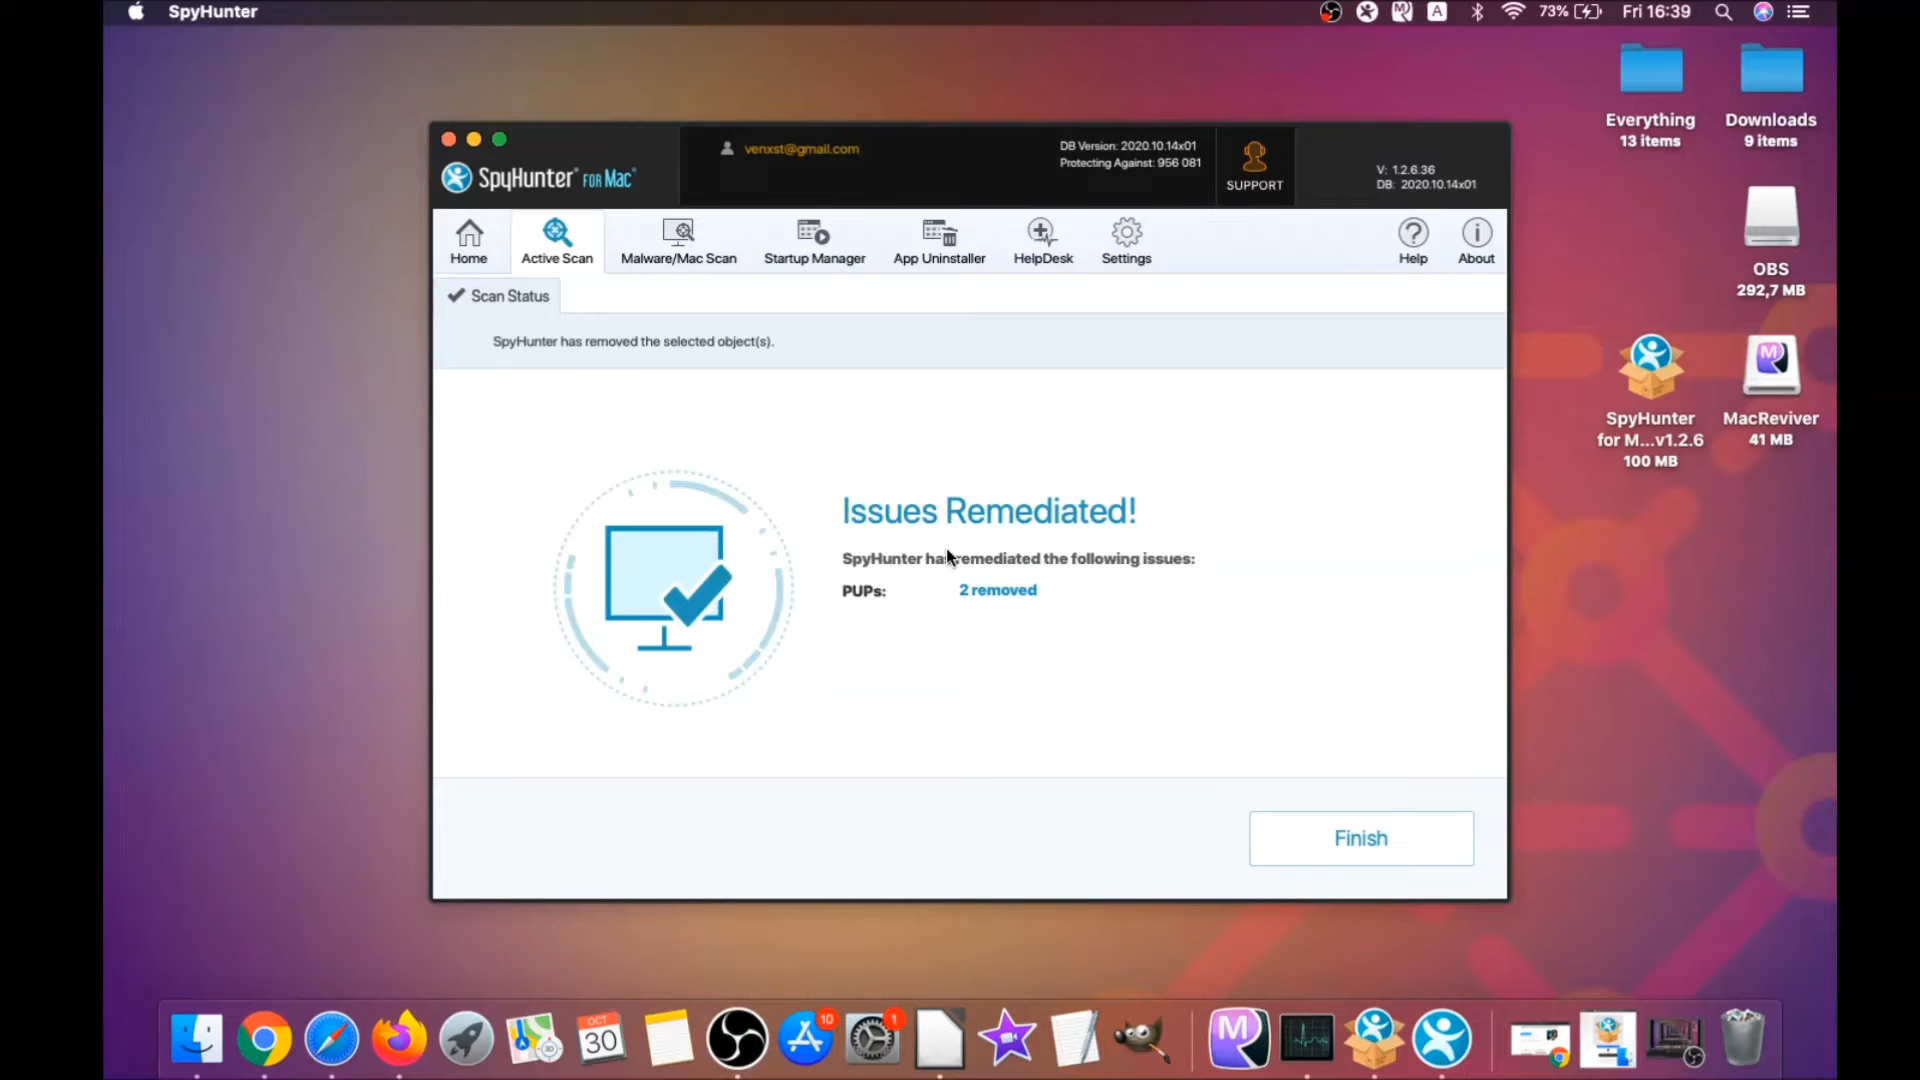 SpyHunter
A
73%
Fri 16:39
Everything
13 items
Downloads
9 items
OBS
292,7 MB
SpyHunter
for M...v1.2.6
100 MB
MacReviver
41 MB
SpyHunter® FOR Mac®
venxst@gmail.com
DB Version: 2020.10.14x01
Protecting Against: 956 081
SUPPORT
V: 1.2.6.36
DB: 2020.10.14x01
Home
Active Scan
Malware/Mac Scan
Startup Manager
App Uninstaller
HelpDesk
Settings
Help
About
Scan Status
SpyHunter has removed the selected object(s).
Issues Remediated!
SpyHunter has remediated the following issues:
PUPs: 2 removed
Finish
OCT
30
10
1
M